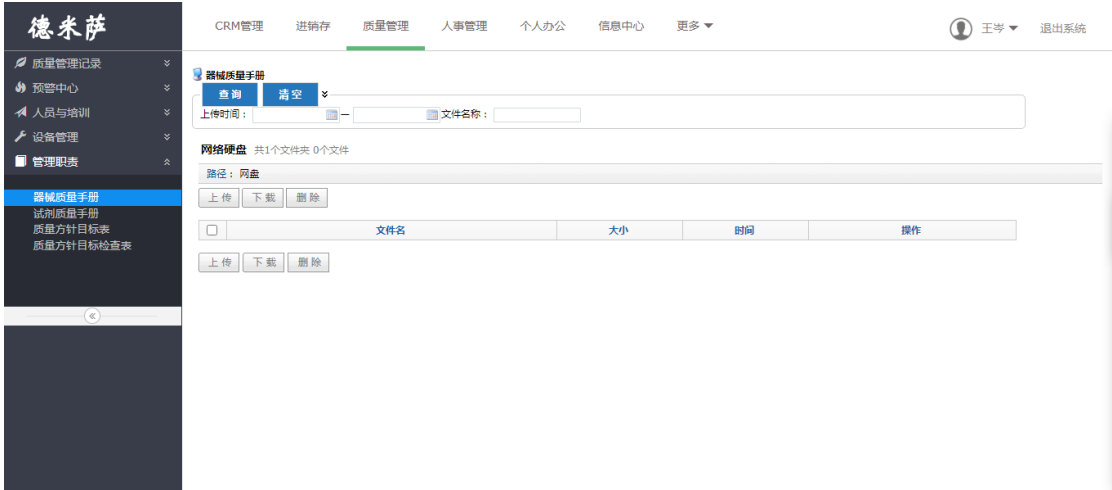 德米萨
CRM管理 进销存 质量管理 人事管理 个人办公 信息中心 更多 王岑 退出系统
质量管理记录
预警中心
人员与培训
设备管理
管理职责
器械质量手册
试剂质量手册
质量方针目标表
质量方针目标检查表
器械质量手册
查询 清空
上传时间： — 文件名称：
网络硬盘 共1个文件夹 0个文件
路径： 网盘
上传 下载 删除
文件名 大小 时间 操作
上传 下载 删除